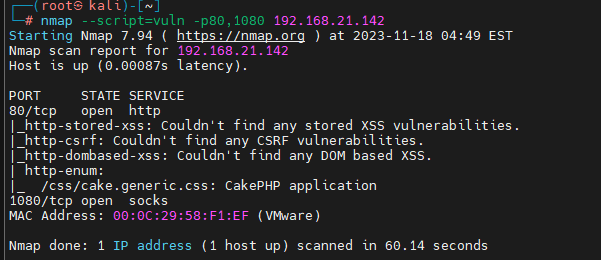 ┌──(root㉿kali)-[~]
└─# nmap --script=vuln -p80,1080 192.168.21.142
Starting Nmap 7.94 ( https://nmap.org ) at 2023-11-18 04:49 EST
Nmap scan report for 192.168.21.142
Host is up (0.00087s latency).

PORT     STATE SERVICE
80/tcp   open  http
|_http-stored-xss: Couldn't find any stored XSS vulnerabilities.
|_http-csrf: Couldn't find any CSRF vulnerabilities.
|_http-dombased-xss: Couldn't find any DOM based XSS.
| http-enum:
|_  /css/cake.generic.css: CakePHP application
1080/tcp open  socks
MAC Address: 00:0C:29:58:F1:EF (VMware)

Nmap done: 1 IP address (1 host up) scanned in 60.14 seconds